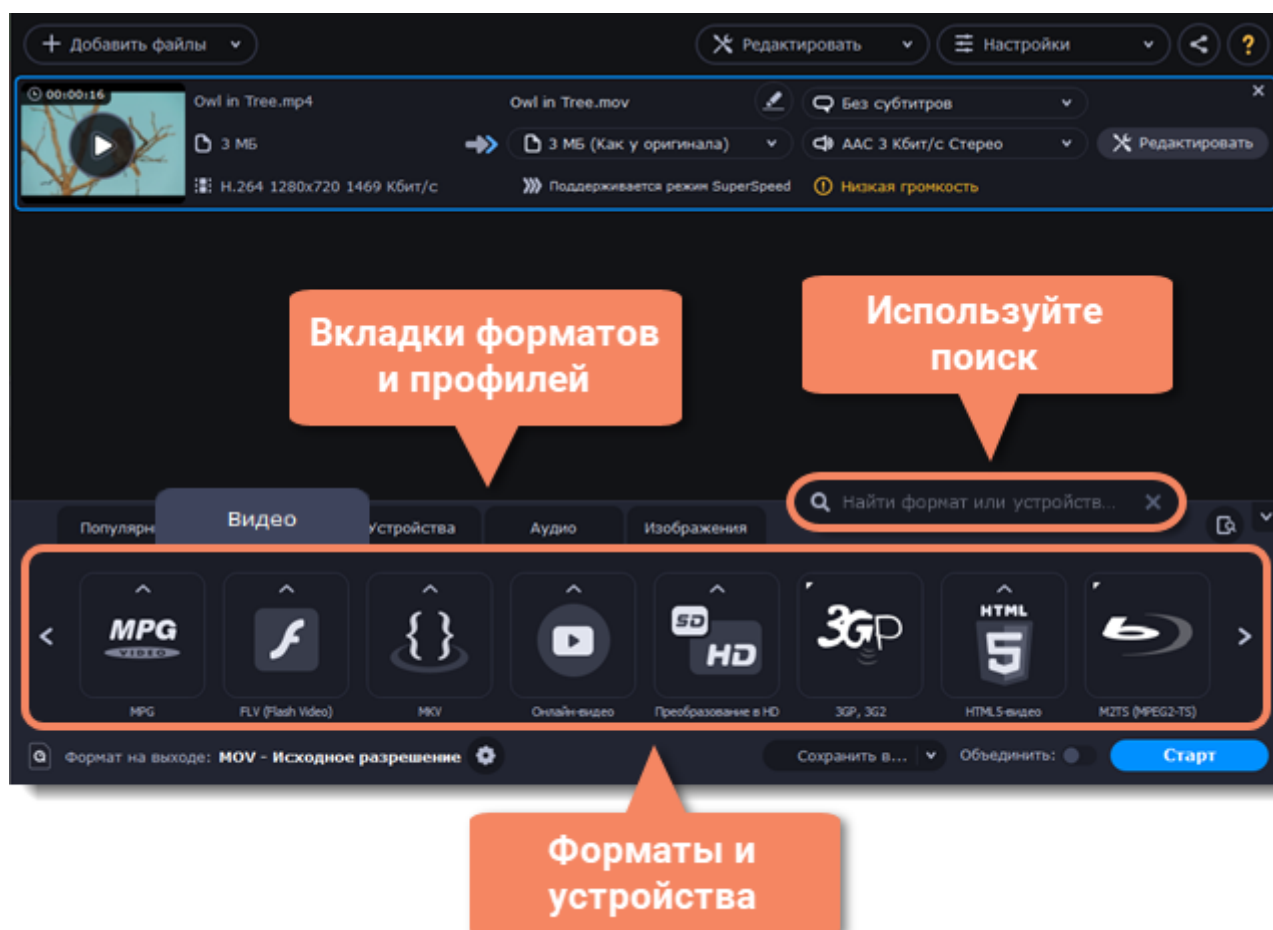 + Добавить файлы
Редактировать
Настройки
?
00:00:16
Owl in Tree.mp4
Owl in Tree.mov
Без субтитров
3 МБ
3 МБ (Как у оригинала)
AAC 3 Кбит/с Стерео
Редактировать
H.264 1280x720 1469 Кбит/с
Поддерживается режим SuperSpeed
Низкая громкость
Вкладки форматов
и профилей
Используйте
поиск
Найти формат или устройств...
Популярн
Видео
Устройства
Аудио
Изображения
MPG
VIDEO
SD
HD
3GP
HTML
5
MPG
FLV (Flash Video)
MKV
Онлайн-видео
Преобразование в HD
3GP, 3G2
HTML5-видео
M2TS (MPEG2-TS)
Формат на выходе: MOV - Исходное разрешение
Сохранить в...
Объединить:
Старт
Форматы и
устройства